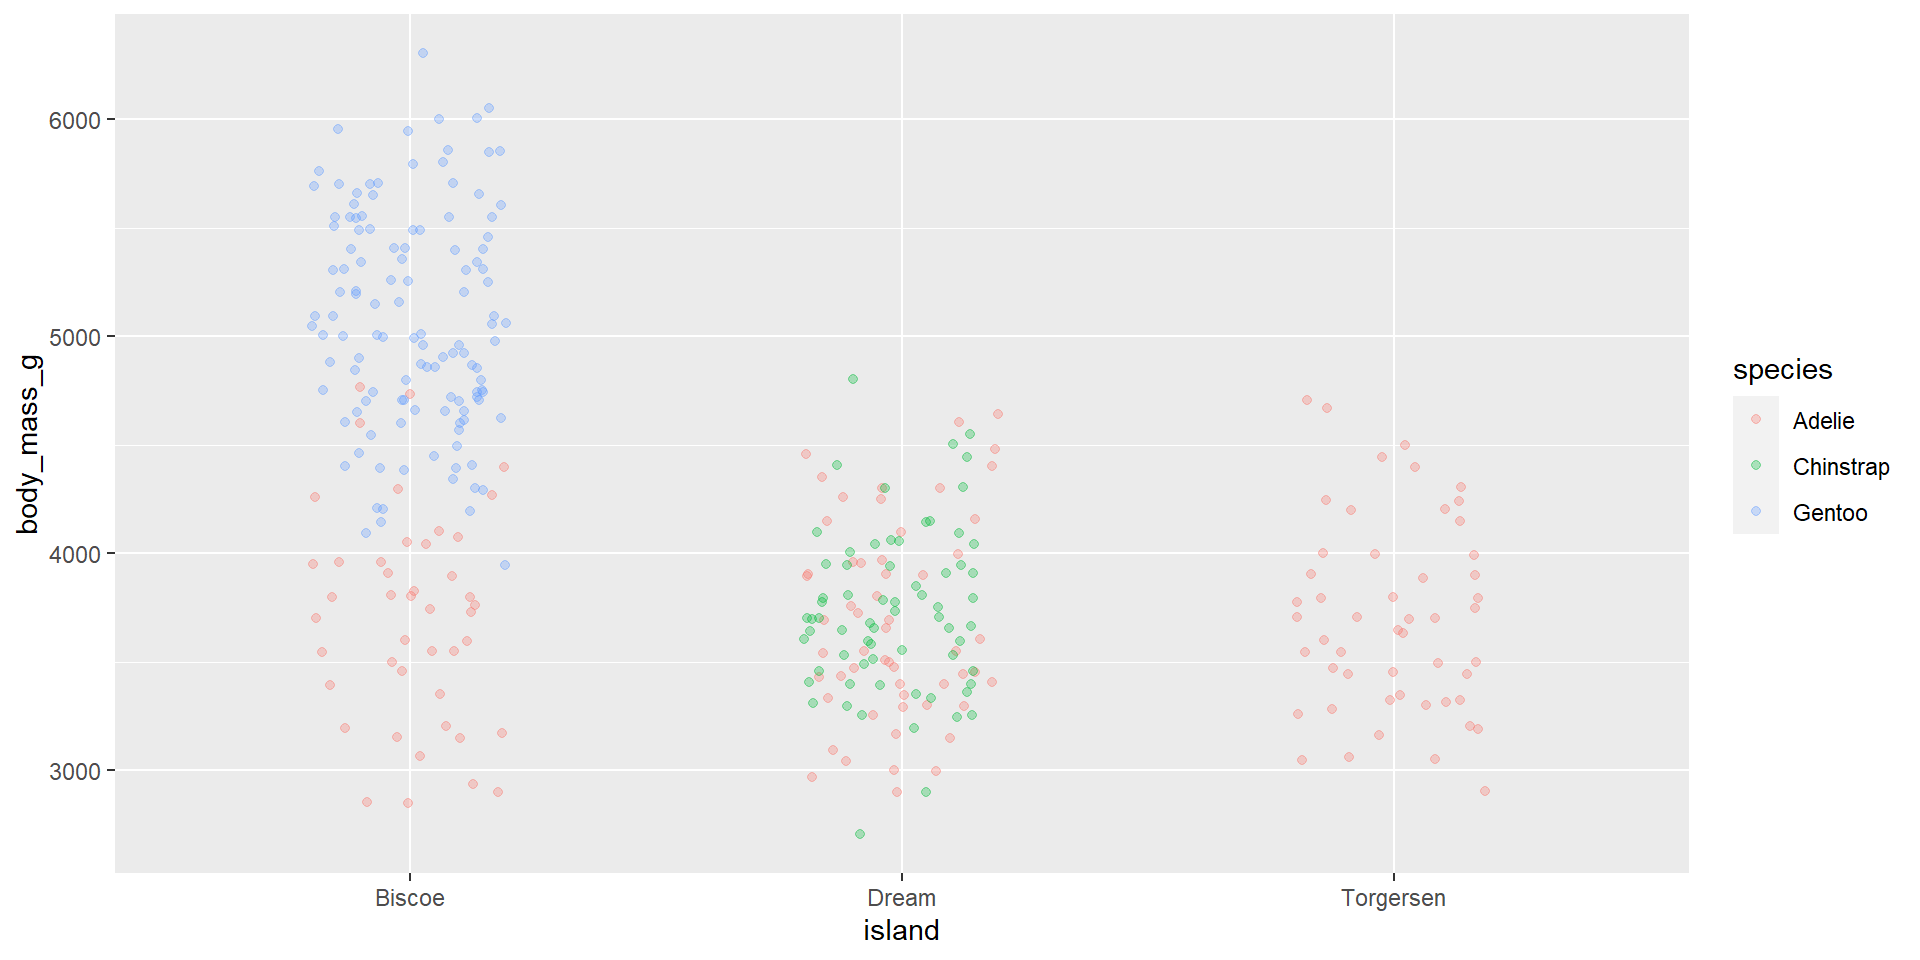 body_mass_g
6000
5000
4000
3000
Biscoe
Dream
Torgersen
island
species
Adelie
Chinstrap
Gentoo